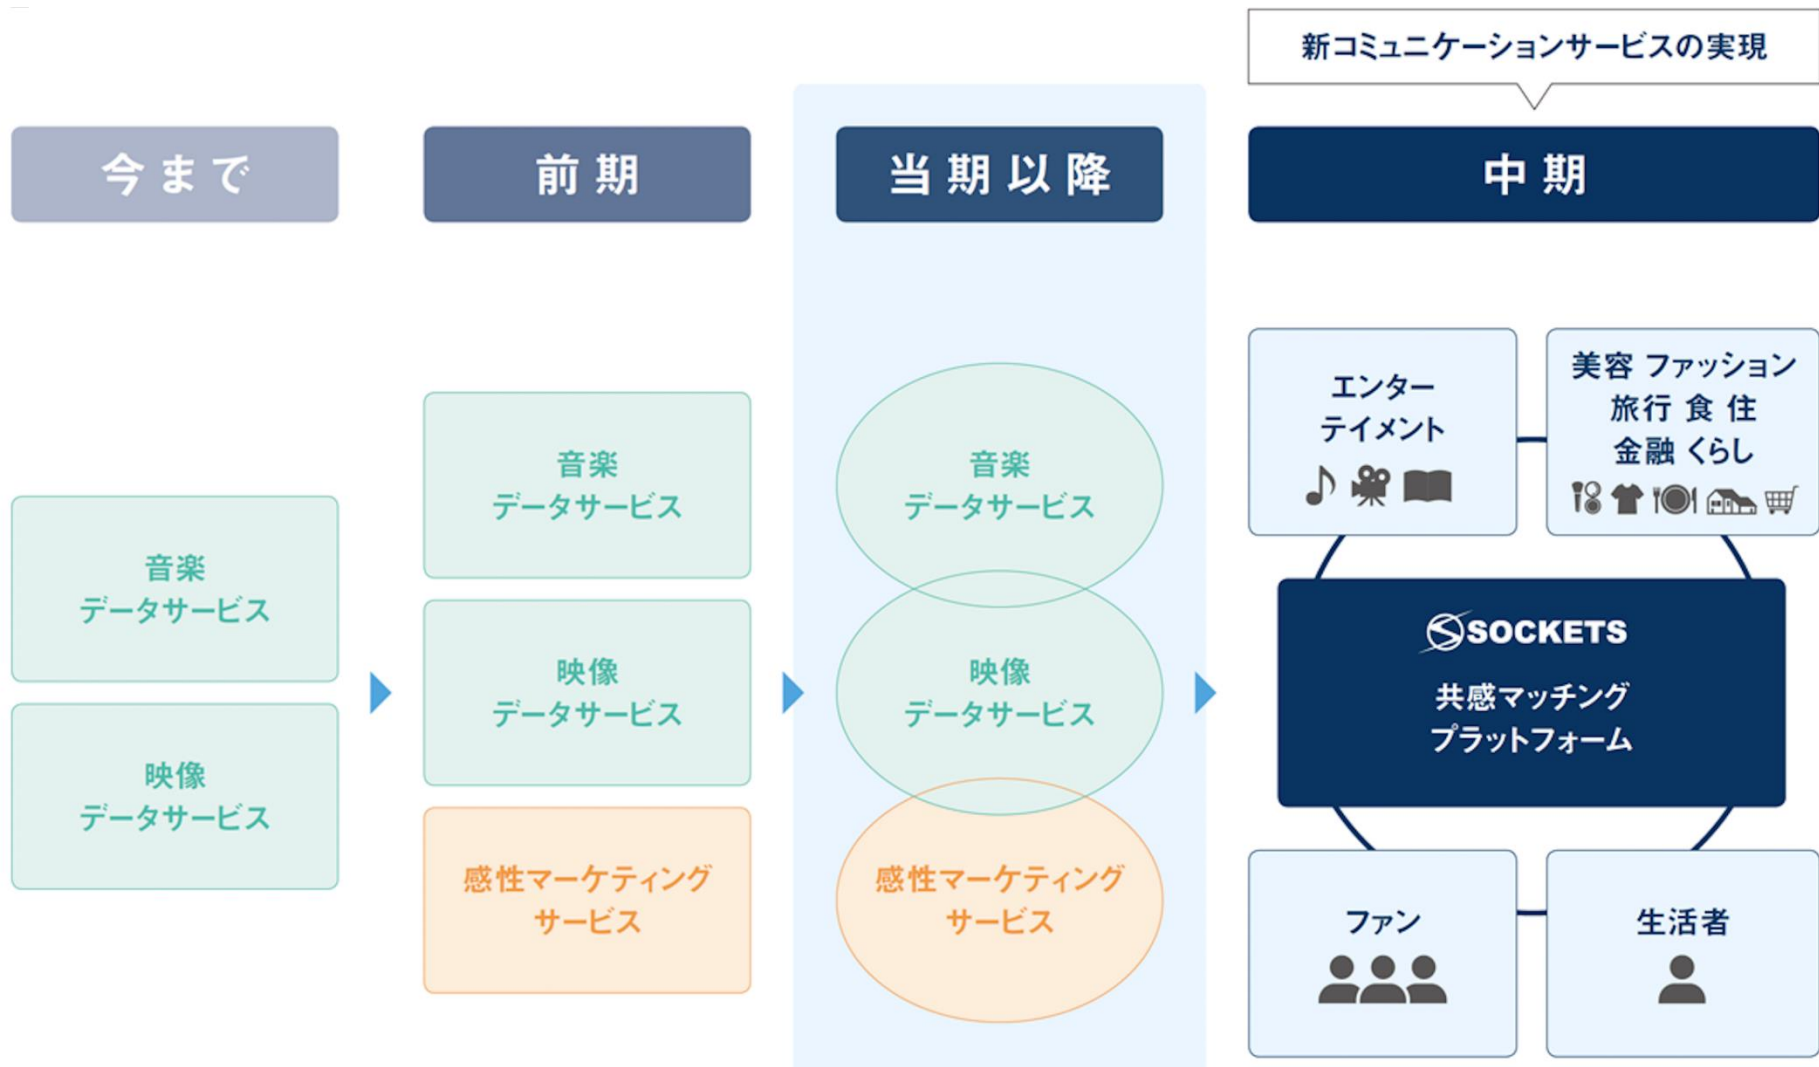 新コミュニケーションサービスの実現
今まで
前期
当期以降
中期
音楽
データサービス
映像
データサービス
音楽
データサービス
映像
データサービス
感性マーケティング
サービス
音楽
データサービス
映像
データサービス
感性マーケティング
サービス
エンター
テイメント
美容 ファッション
旅行 食 住
金融 くらし
SOCKETS
共感マッチング
プラットフォーム
ファン
生活者